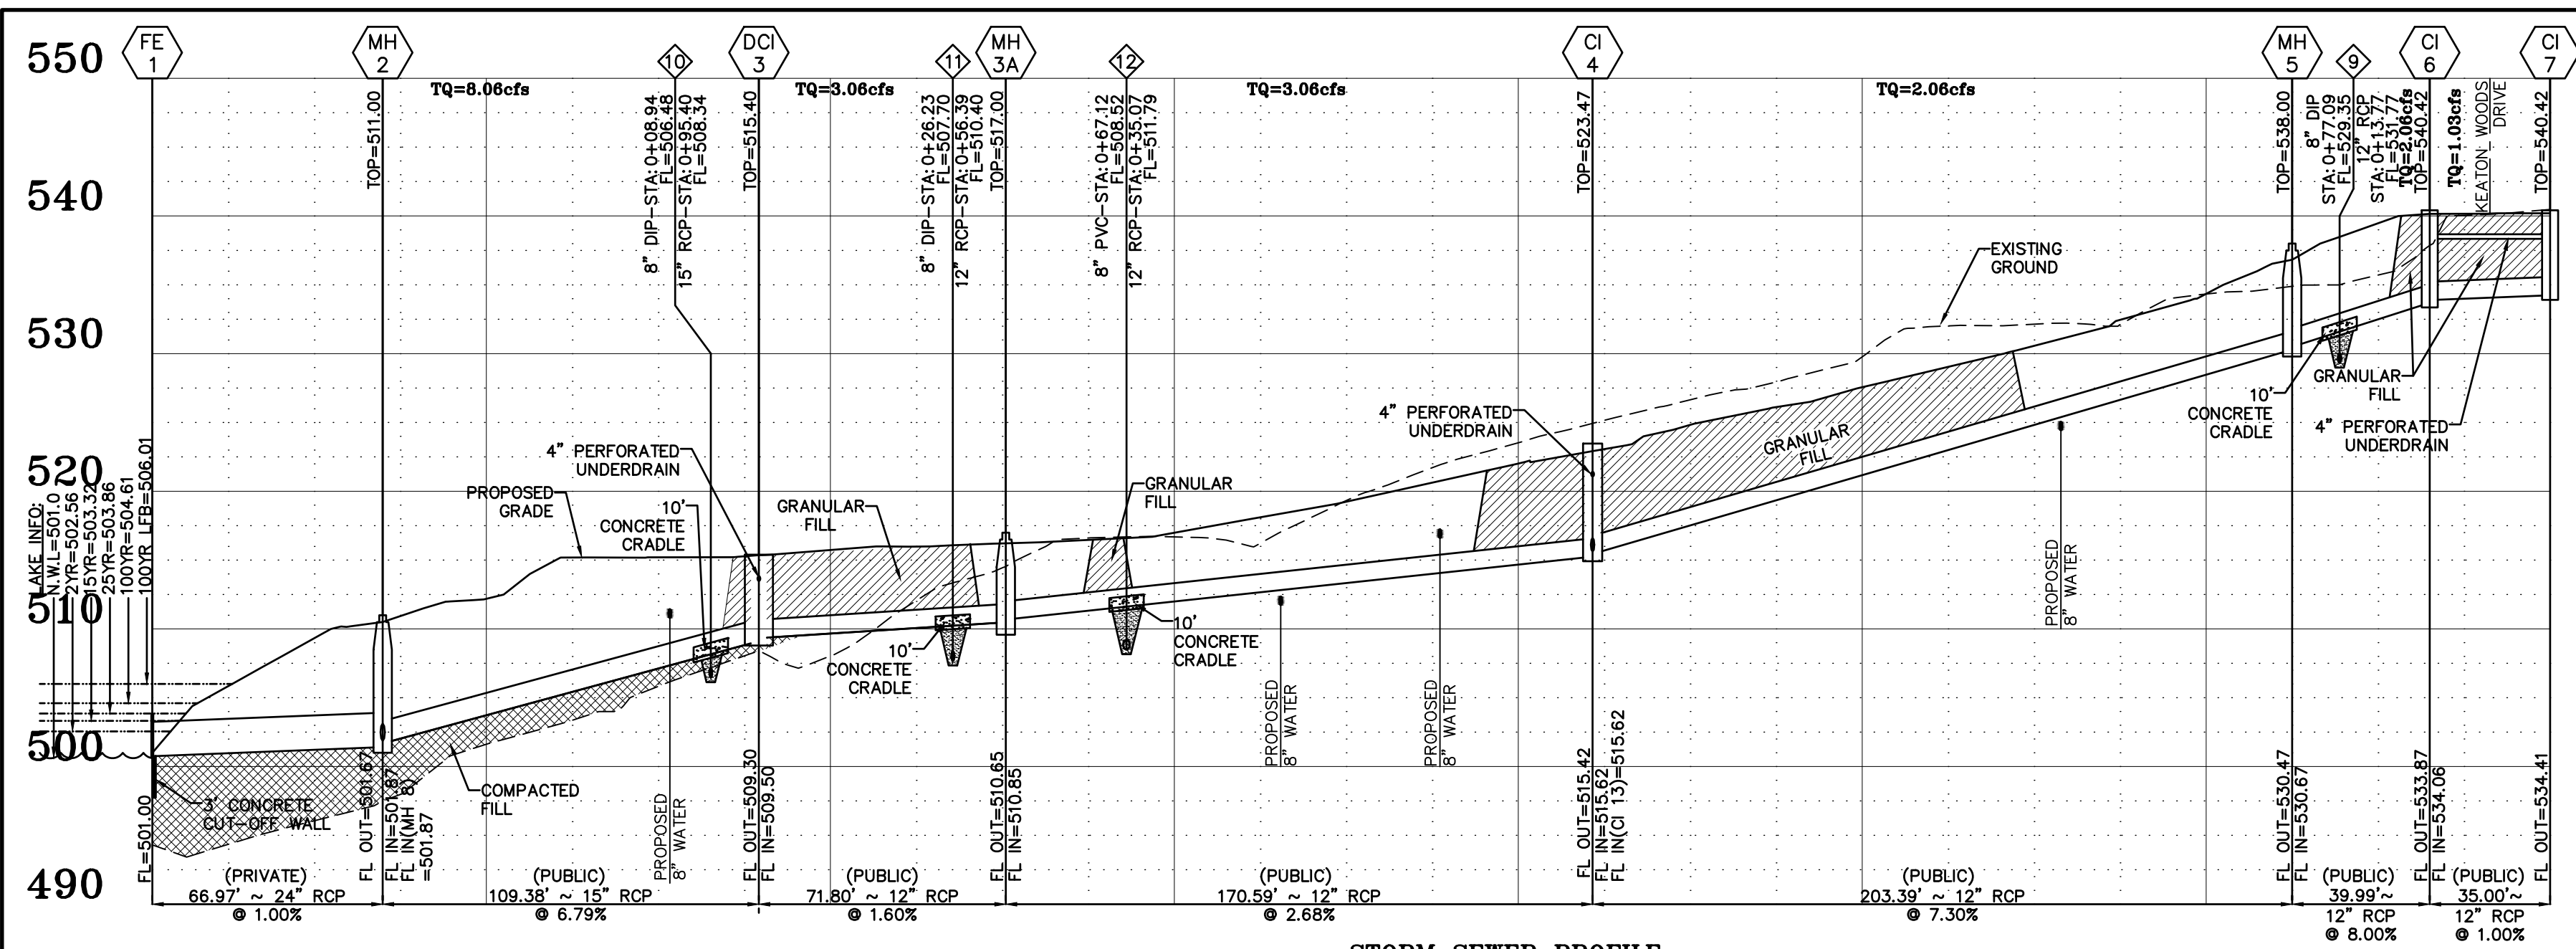 550
540
530
520
510
500
490
FE
1
MH
2
10
DCI
3
11
MH
3A
12
CI
4
MH
5
9
CI
6
CI
7
TQ=8.06cfs
TQ=3.06cfs
TQ=3.06cfs
TQ=2.06cfs
TQ=2.06cfs
TQ=1.03cfs
TOP=511.00
8" DIP-STA:0+08.94
FL=506.48
15" RCP-STA:0+95.40
FL=508.34
TOP=515.40
8" DIP-STA:0+26.23
FL=507.70
12" RCP-STA:0+56.39
FL=510.40
TOP=517.00
8" PVC-STA:0+67.12
FL=508.52
12" RCP-STA:0+35.07
FL=511.79
TOP=523.47
TOP=538.00
8" DIP
STA:0+77.09
FL=529.35
12" RCP
STA:0+13.77
FL=531.77
TOP=540.42
KEATON WOODS
DRIVE
TOP=540.42
EXISTING
GROUND
4" PERFORATED
UNDERDRAIN
GRANULAR
FILL
10'
CONCRETE
CRADLE
GRANULAR
FILL
4" PERFORATED
UNDERDRAIN
4" PERFORATED
UNDERDRAIN
PROPOSED
GRADE
10'
CONCRETE
CRADLE
GRANULAR
FILL
GRANULAR
FILL
10'
CONCRETE
CRADLE
10'
CONCRETE
CRADLE
LAKE INFO:
N.W.L=501.0
2YR=502.56
15YR=503.32
25YR=503.86
100YR=504.61
100YR LFB=506.01
3' CONCRETE
CUT-OFF WALL
COMPACTED
FILL
PROPOSED
8" WATER
PROPOSED
8" WATER
PROPOSED
8" WATER
PROPOSED
8" WATER
FL=501.00
FL OUT=501.67
FL IN=501.87
FL IN(MH 8)
=501.87
FL OUT=509.30
FL IN=509.50
FL OUT=510.65
FL IN=510.85
FL OUT=515.42
FL IN=515.62
FL IN(CI 13)=515.62
FL OUT=530.47
FL IN=530.67
FL OUT=533.87
FL IN=534.06
FL=534.41
(PRIVATE)
66.97' ~ 24" RCP
@ 1.00%
(PUBLIC)
109.38' ~ 15" RCP
@ 6.79%
(PUBLIC)
71.80' ~ 12" RCP
@ 1.60%
(PUBLIC)
170.59' ~ 12" RCP
@ 2.68%
(PUBLIC)
203.39' ~ 12" RCP
@ 7.30%
(PUBLIC)
39.99'~
12" RCP
@ 8.00%
(PUBLIC)
35.00'~
12" RCP
@ 1.00%
STORM SEWER PROFILE